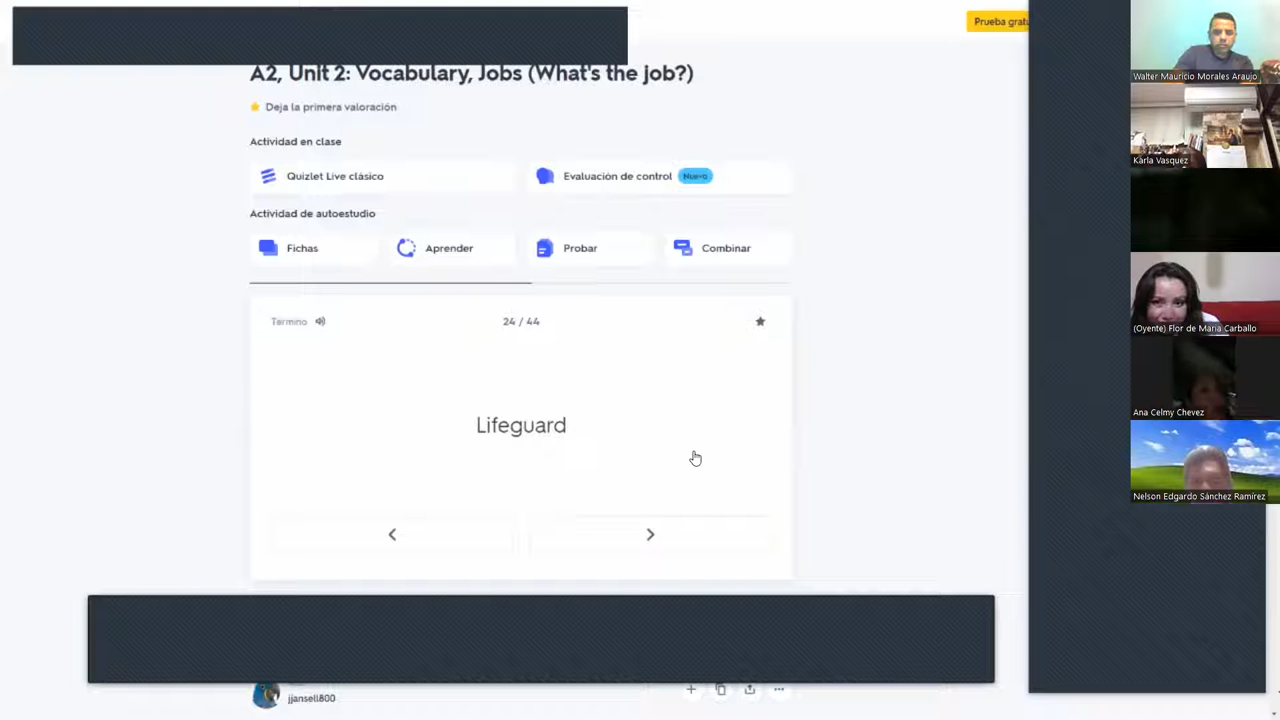 Prueba gratu
A2, Unit 2: Vocabulary, Jobs (What's the job?)
Deja la primera valoración
Actividad en clase
Quizlet Live clásico
Evaluación de control Nuevo
Actividad de autoestudio
Fichas
Aprender
Probar
Combinar
Término
24 / 44
Lifeguard
jjansell800
Walter Mauricio Morales Araujo
Karla Vasquez
(Oyente) Flor de Maria Carballo
Ana Celmy Chevez
Nelson Edgardo Sánchez Ramírez